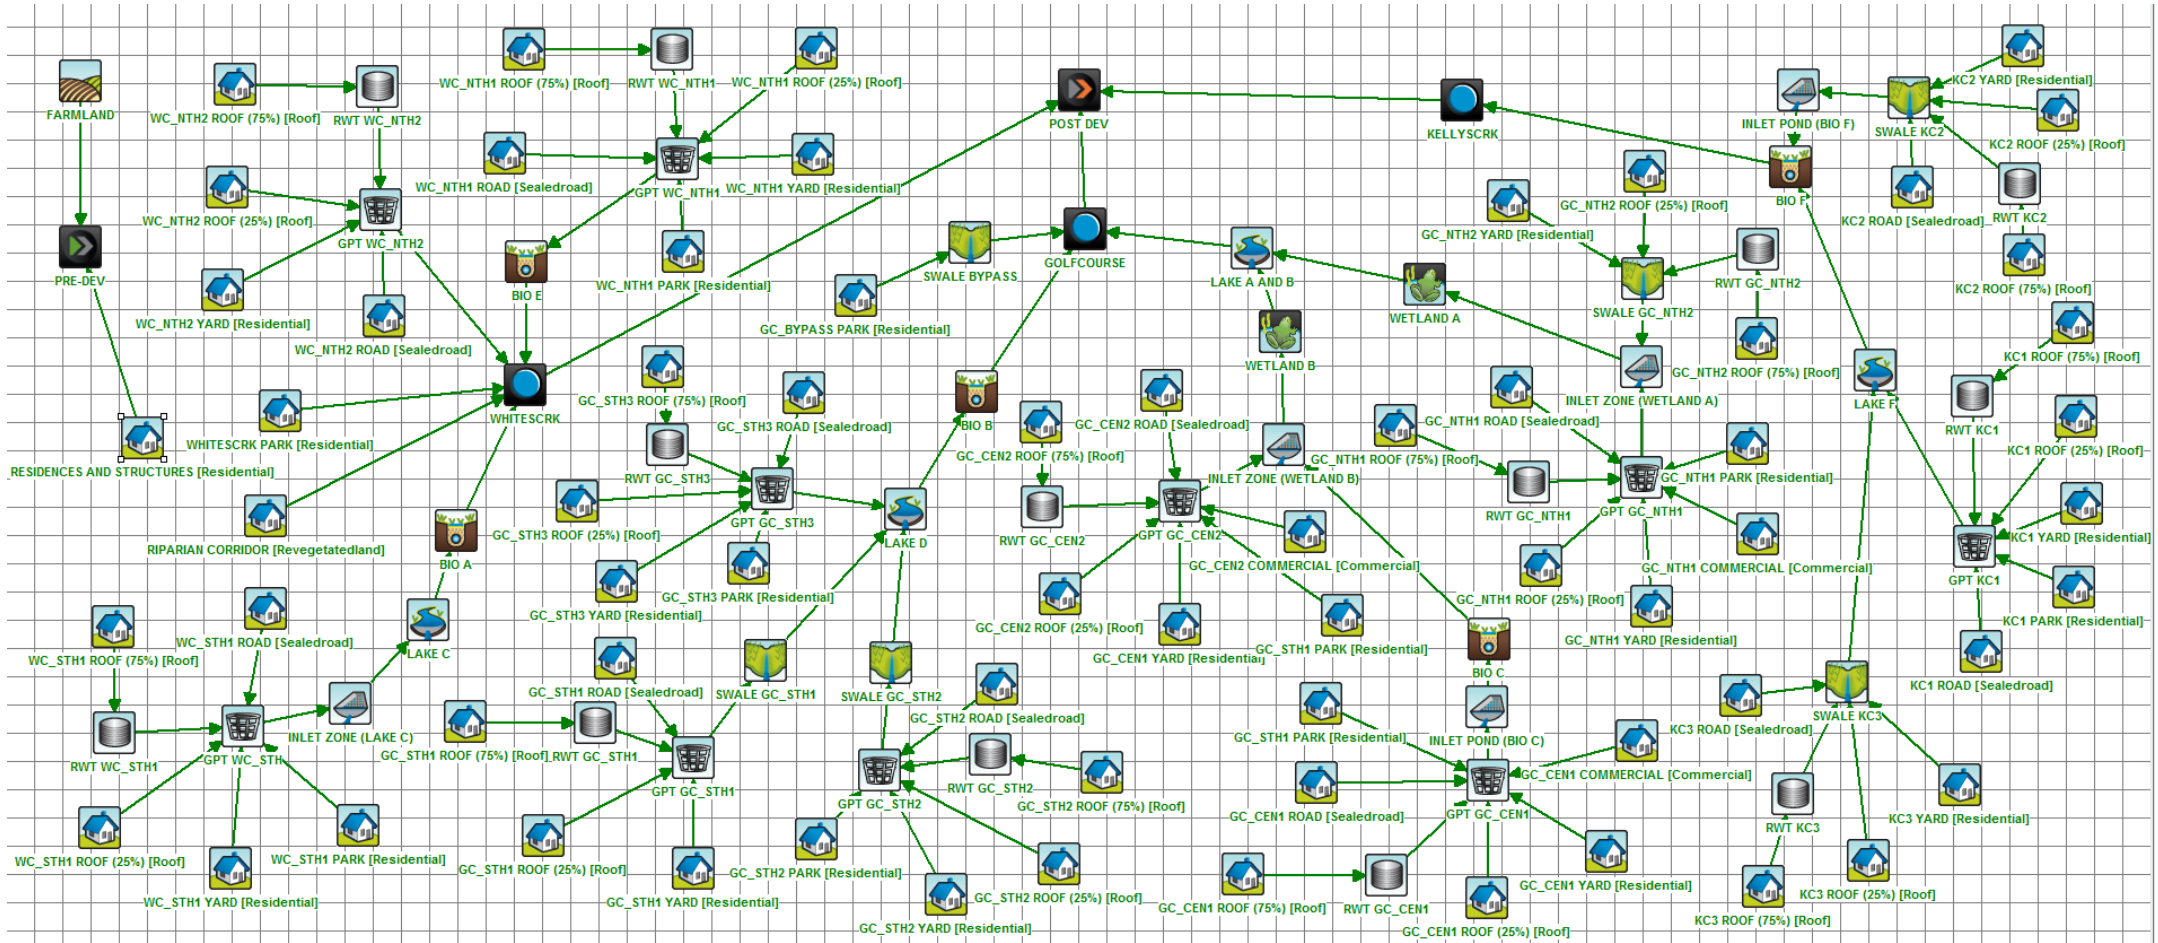 WC_NTH1 ROOF (75%) [Roof]
RWT WC_NTH1
WC_NTH1 ROOF (25%) [Roof]
KC2 YARD [Residential]
FARMLAND
WC_NTH2 ROOF (75%) [Roof]
RWT WC_NTH2
POST DEV
KELLYSCRK
INLET POND (BIO F)
SWALE KC2
KC2 ROOF (25%) [Roof]
WC_NTH1 ROAD [Sealedroad]
GPT WC_NTH1
WC_NTH1 YARD [Residential]
BIO F
WC_NTH2 ROOF (25%) [Roof]
GPT WC_NTH2
GC_NTH2 ROOF (25%) [Roof]
GC_NTH2 YARD [Residential]
KC2 ROAD [Sealedroad]
RWT KC2
PRE-DEV
BIO E
WC_NTH1 PARK [Residential]
SWALE BYPASS
GOLFCOURSE
LAKE A AND B
WETLAND A
SWALE GC_NTH2
RWT GC_NTH2
KC2 ROOF (75%) [Roof]
WC_NTH2 YARD [Residential]
WC_NTH2 ROAD [Sealedroad]
GC_BYPASS PARK [Residential]
WETLAND B
GC_NTH2 ROOF (75%) [Roof]
KC1 ROOF (75%) [Roof]
INLET ZONE (WETLAND A)
LAKE F
RWT KC1
WHITESCRK
WHITESCRK PARK [Residential]
GC_STH3 ROOF (75%) [Roof]
GC_STH3 ROAD [Sealedroad]
BIO B
GC_CEN2 ROAD [Sealedroad]
GC_CEN2 ROOF (75%) [Roof]
GC_NTH1 ROAD [Sealedroad]
GC_NTH1 ROOF (75%) [Roof]
KC1 ROOF (25%) [Roof]
RESIDENCES AND STRUCTURES [Residential]
RWT GC_STH3
INLET ZONE (WETLAND B)
GC_NTH1 PARK [Residential]
RWT GC_NTH1
GPT GC_NTH1
GPT GC_STH3
GC_STH3 ROOF (25%) [Roof]
LAKE D
RWT GC_CEN2
GPT GC_CEN2
KC1 YARD [Residential]
RIPARIAN CORRIDOR [Revegetatedland]
BIO A
GC_CEN2 COMMERCIAL [Commercial]
GC_NTH1 COMMERCIAL [Commercial]
GPT KC1
GC_STH3 PARK [Residential]
GC_STH3 YARD [Residential]
GC_CEN2 ROOF (25%) [Roof]
GC_NTH1 ROOF (25%) [Roof]
KC1 PARK [Residential]
WC_STH1 ROAD [Sealedroad]
WC_STH1 ROOF (75%) [Roof]
LAKE C
GC_CEN1 YARD [Residential]
GC_STH1 PARK [Residential]
GC_NTH1 YARD [Residential]
BIO C
KC1 ROAD [Sealedroad]
GC_STH1 ROAD [Sealedroad]
SWALE GC_STH1
SWALE GC_STH2
GC_STH2 ROAD [Sealedroad]
SWALE KC3
KC3 ROAD [Sealedroad]
INLET ZONE (LAKE C)
GC_STH1 PARK [Residential]
INLET POND (BIO C)
RWT WC_STH1
GPT WC_STH
GC_STH1 ROOF (75%) [Roof]
RWT GC_STH1
GPT GC_STH1
GPT GC_STH2
RWT GC_STH2
GC_STH2 ROOF (75%) [Roof]
GC_CEN1 COMMERCIAL [Commercial]
GC_CEN1 ROAD [Sealedroad]
GPT GC_CEN1
RWT KC3
KC3 YARD [Residential]
WC_STH1 ROOF (25%) [Roof]
WC_STH1 PARK [Residential]
GC_STH1 ROOF (25%) [Roof]
GC_STH2 PARK [Residential]
GC_CEN1 YARD [Residential]
WC_STH1 YARD [Residential]
GC_STH1 YARD [Residential]
GC_STH2 ROOF (25%) [Roof]
GC_STH2 YARD [Residential]
GC_CEN1 ROOF (75%) [Roof]
RWT GC_CEN1
GC_CEN1 ROOF (25%) [Roof]
KC3 ROOF (25%) [Roof]
KC3 ROOF (75%) [Roof]